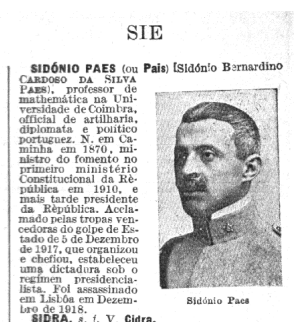 SIE
SIDÓNIO PAES (ou Pais) [Sidónio Bernardino
CARDOSO DA SILVA
PAES), professor de
mathemática na Uni-
versidade de Coimbra,
official de artilharia,
diplomata e político
portuguez. N. em Ca-
minha em 1870, mi-
nistro do fomento no
primeiro ministério
Constitucional da Rè-
pública em 1910, e
mais tarde presidente
da Rèpública. Accla-
mado pelas tropas ven-
cedoras do golpe de Es-
tado de 5 de Dezembro
de 1917, que organizou
e chefiou, estabeleceu
uma dictadura sob o
regímen presidencia-
lista. Foi assassinado
em Lisbôa em Dezem-
bro de 1918.
Sidónio Paes
SIDRA, s. f. V. Cidra.